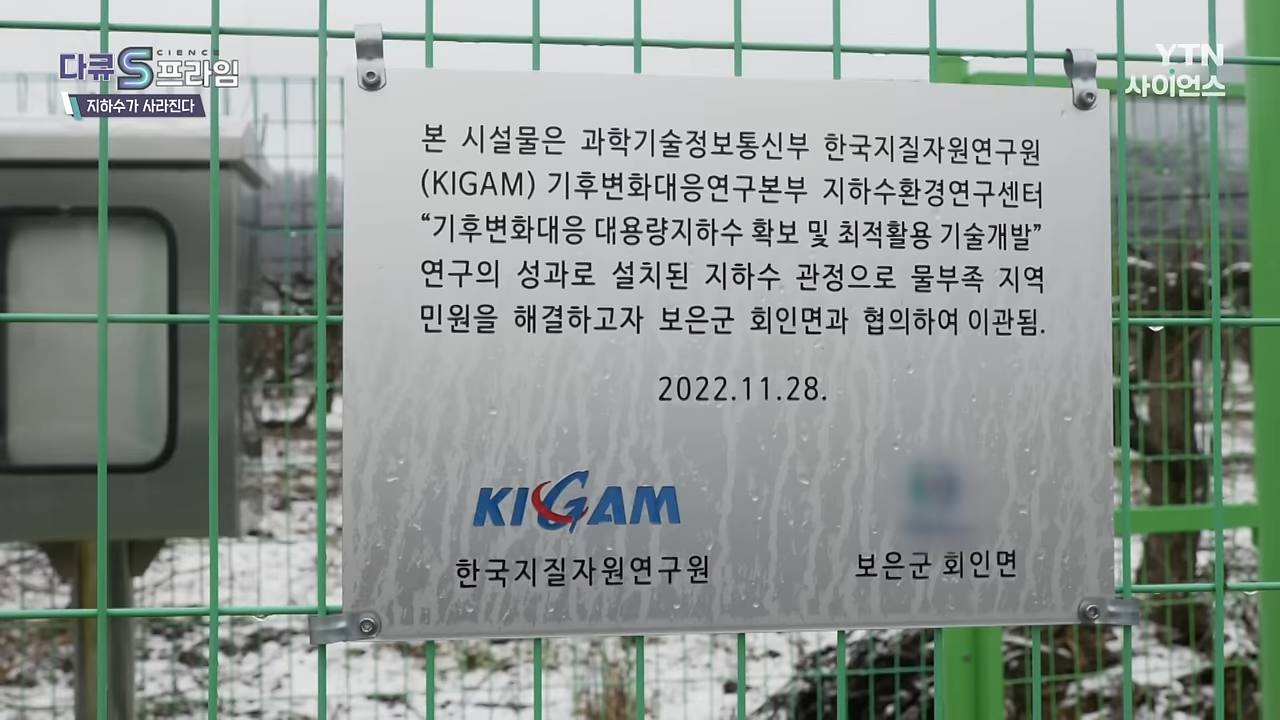 다큐S프라임
CIENCE
지하수가 사라진다
YTN
사이언스
본 시설물은 과학기술정보통신부 한국지질자원연구원
(KIGAM) 기후변화대응연구본부 지하수환경연구센터
“기후변화대응 대용량지하수 확보 및 최적활용 기술개발”
연구의 성과로 설치된 지하수 관정으로 물부족 지역
민원을 해결하고자 보은군 회인면과 협의하여 이관됨.
2022.11.28.
KIGAM
한국지질자원연구원
보은군 회인면